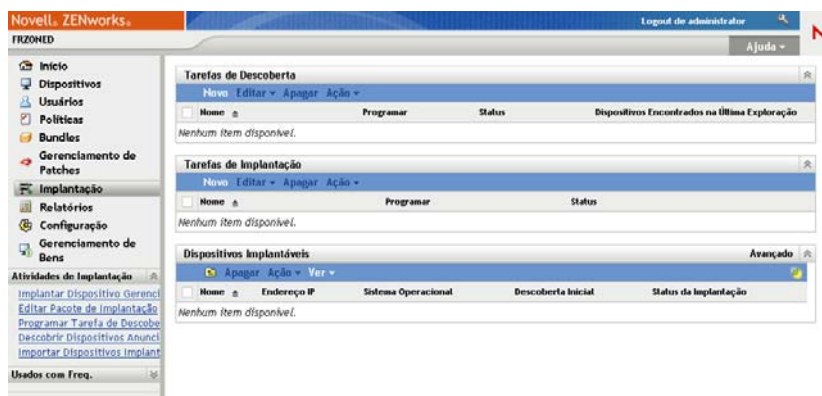 Novell® ZENworks®
Logout de administrator
FRZONED
Ajuda
Início
Dispositivos
Usuários
Políticas
Bundles
Gerenciamento de
Patches
Implantação
Relatórios
Configuração
Gerenciamento de
Bens
Atividades de Implantação
Implantar Dispositivo Gerenci
Editar Pacote de Implantação
Programar Tarefa de Descobe
Descobrir Dispositivos Anunci
Importar Dispositivos Implant
Usados com Freq.
Tarefas de Descoberta
Novo Editar Apagar Ação
Nome Programar Status Dispositivos Encontrados na Última Exploração
Nenhum item disponível.
Tarefas de Implantação
Novo Editar Apagar Ação
Nome Programar Status
Nenhum item disponível.
Dispositivos Implantáveis Avançado
Apagar Ação Ver
Nome Endereço IP Sistema Operacional Descoberta Inicial Status da Implantação
Nenhum item disponível.